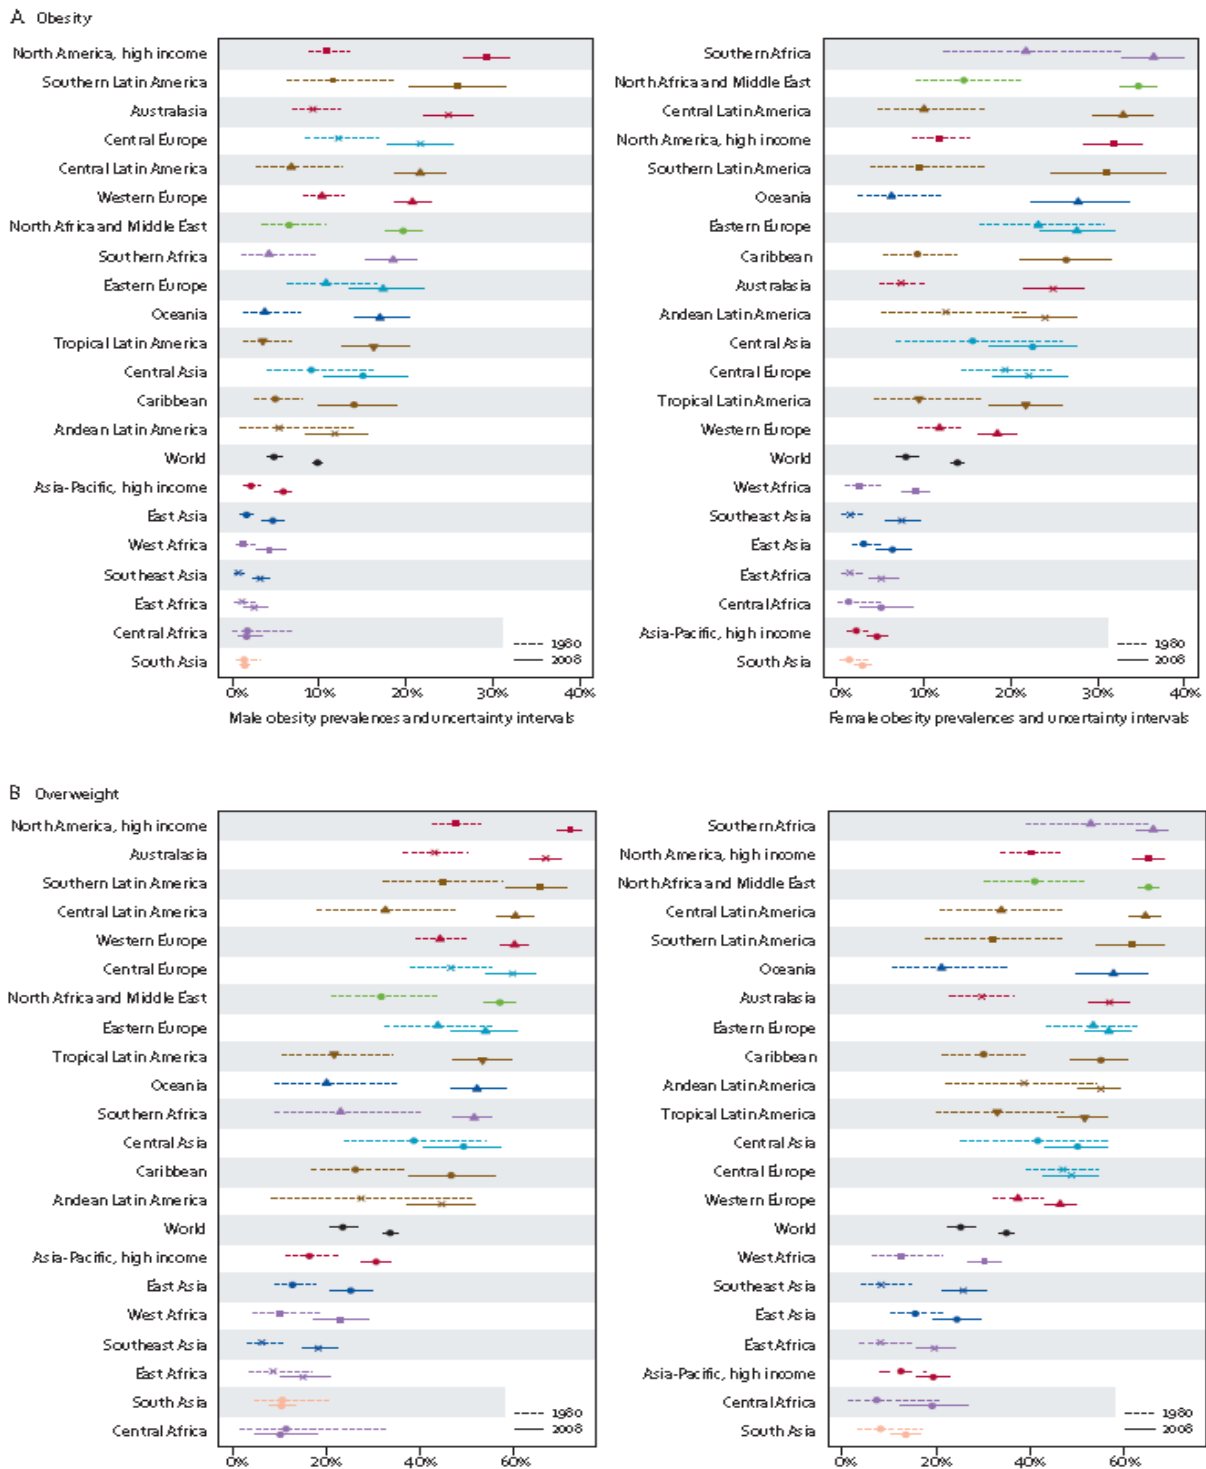 A Obesity
North America, high income
Southern Latin America
Australasia
Central Europe
Central Latin America
Western Europe
North Africa and Middle East
Southern Africa
Eastern Europe
Oceania
Tropical Latin America
Central Asia
Caribbean
Andean Latin America
World
Asia-Pacific, high income
East Asia
West Africa
Southeast Asia
East Africa
Central Africa
South Asia
1980
2008
0% 10% 20% 30% 40%
Male obesity prevalences and uncertainty intervals
Southern Africa
North Africa and Middle East
Central Latin America
North America, high income
Southern Latin America
Oceania
Eastern Europe
Caribbean
Australasia
Andean Latin America
Central Asia
Central Europe
Tropical Latin America
Western Europe
World
West Africa
Southeast Asia
East Asia
East Africa
Central Africa
Asia-Pacific, high income
South Asia
1980
2008
0% 10% 20% 30% 40%
Female obesity prevalences and uncertainty intervals
B Overweight
North America, high income
Australasia
Southern Latin America
Central Latin America
Western Europe
Central Europe
North Africa and Middle East
Eastern Europe
Tropical Latin America
Oceania
Southern Africa
Central Asia
Caribbean
Andean Latin America
World
Asia-Pacific, high income
East Asia
West Africa
Southeast Asia
East Africa
South Asia
Central Africa
1980
2008
0% 20% 40% 60%
Southern Africa
North America, high income
North Africa and Middle East
Central Latin America
Southern Latin America
Oceania
Australasia
Eastern Europe
Caribbean
Andean Latin America
Tropical Latin America
Central Asia
Central Europe
Western Europe
World
West Africa
Southeast Asia
East Asia
East Africa
Asia-Pacific, high income
Central Africa
South Asia
1980
2008
0% 20% 40% 60%